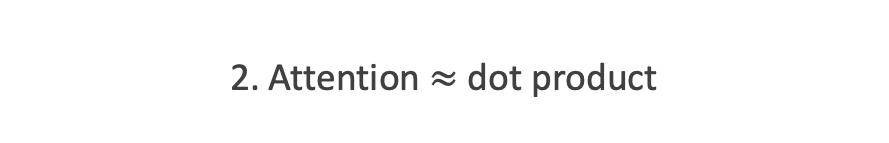 2. Attention ≈ dot product